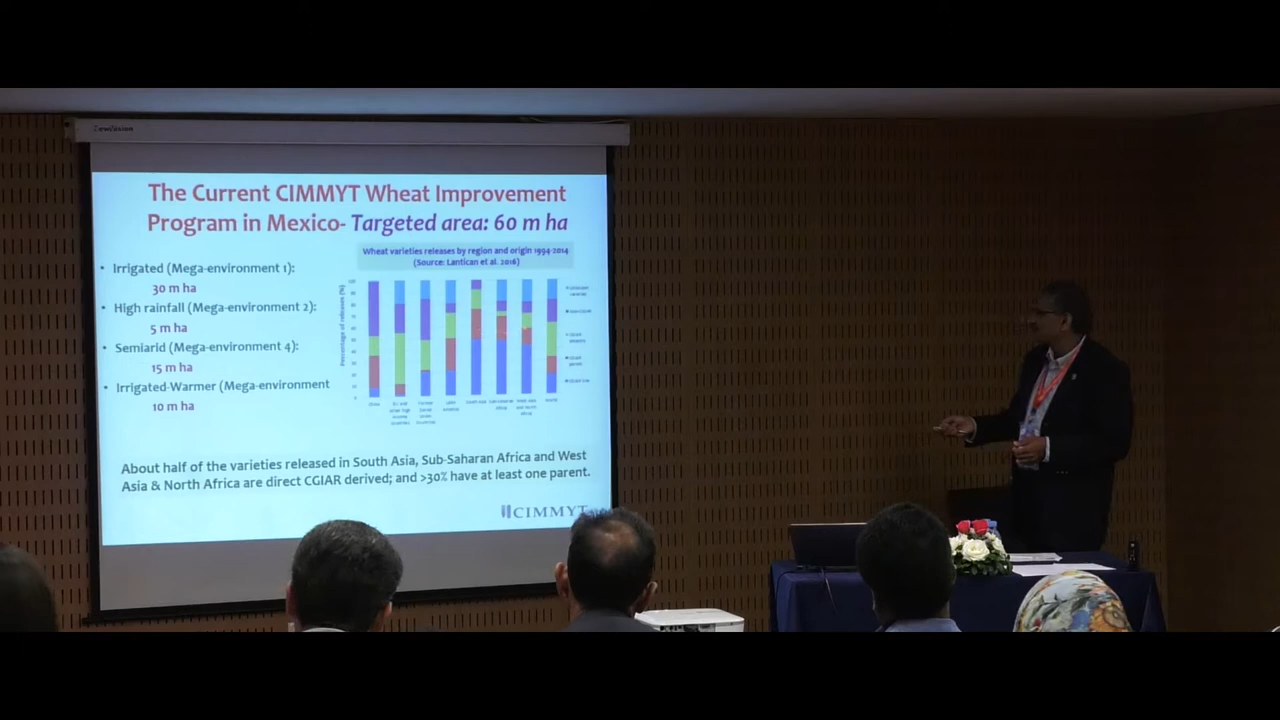 The Current CIMMYT Wheat Improvement
Program in Mexico- Targeted area: 60 m ha
Wheat varieties releases by region and origin 1994-2014
(Source: Lantican et al. 2016)
• Irrigated (Mega-environment 1):
30 m ha
• High rainfall (Mega-environment 2):
5 m ha
• Semiarid (Mega-environment 4):
15 m ha
• Irrigated-Warmer (Mega-environment
10 m ha
Percentage of releases (%)
About half of the varieties released in South Asia, Sub-Saharan Africa and West
Asia & North Africa are direct CGIAR derived; and >30% have at least one parent.
CIMMYT